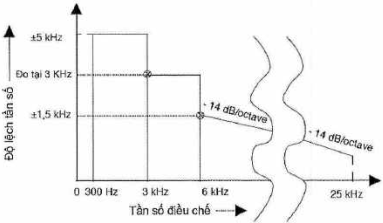 ±5 kHz
Đo tại 3 KHz
±1,5 kHz
Độ lệch tần số
- 14 dB/octave
- 14 dB/octave
0 300 Hz 3 kHz 6 kHz 25 kHz
Tần số điều chế